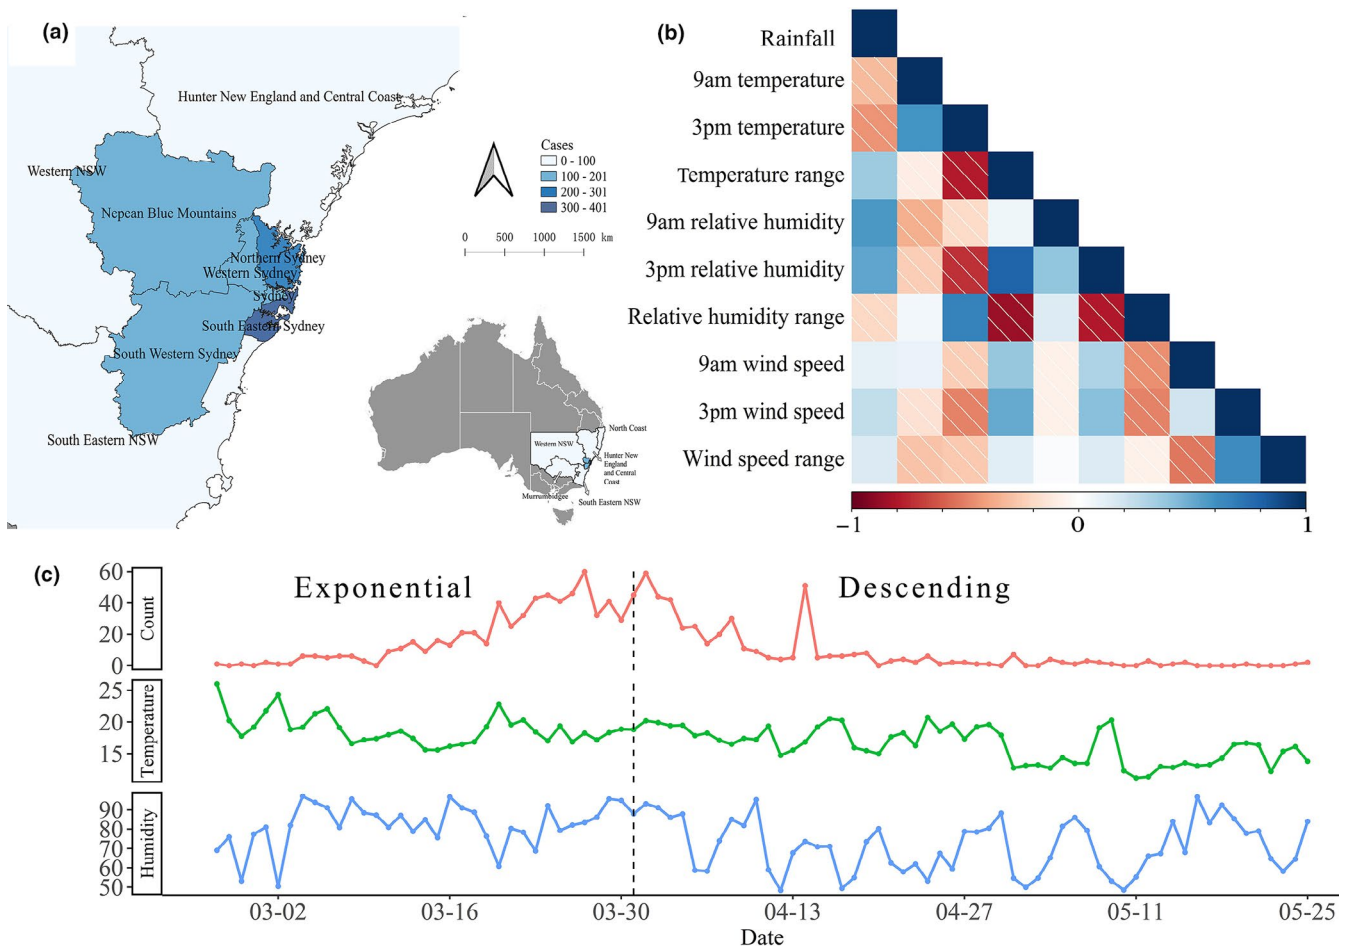 (a)
Hunter New England and Central Coast
Western NSW
Nepean Blue Mountains
Northern Sydney
Western Sydney
Sydney
South Eastern Sydney
South Western Sydney
South Eastern NSW
Cases
0 - 100
100 - 201
200 - 301
300 - 401
0 500 1000 1500 km
North Coast
Western NSW
Hunter New
England
and Central
Coast
Murrumbidgee
South Eastern NSW
(b)
Rainfall
9am temperature
3pm temperature
Temperature range
9am relative humidity
3pm relative humidity
Relative humidity range
9am wind speed
3pm wind speed
Wind speed range
−1 0 1
(c)
Exponential Descending
Count
60
40
20
0
Temperature
25
20
15
Humidity
90
80
70
60
50
03-02 03-16 03-30 04-13 04-27 05-11 05-25
Date